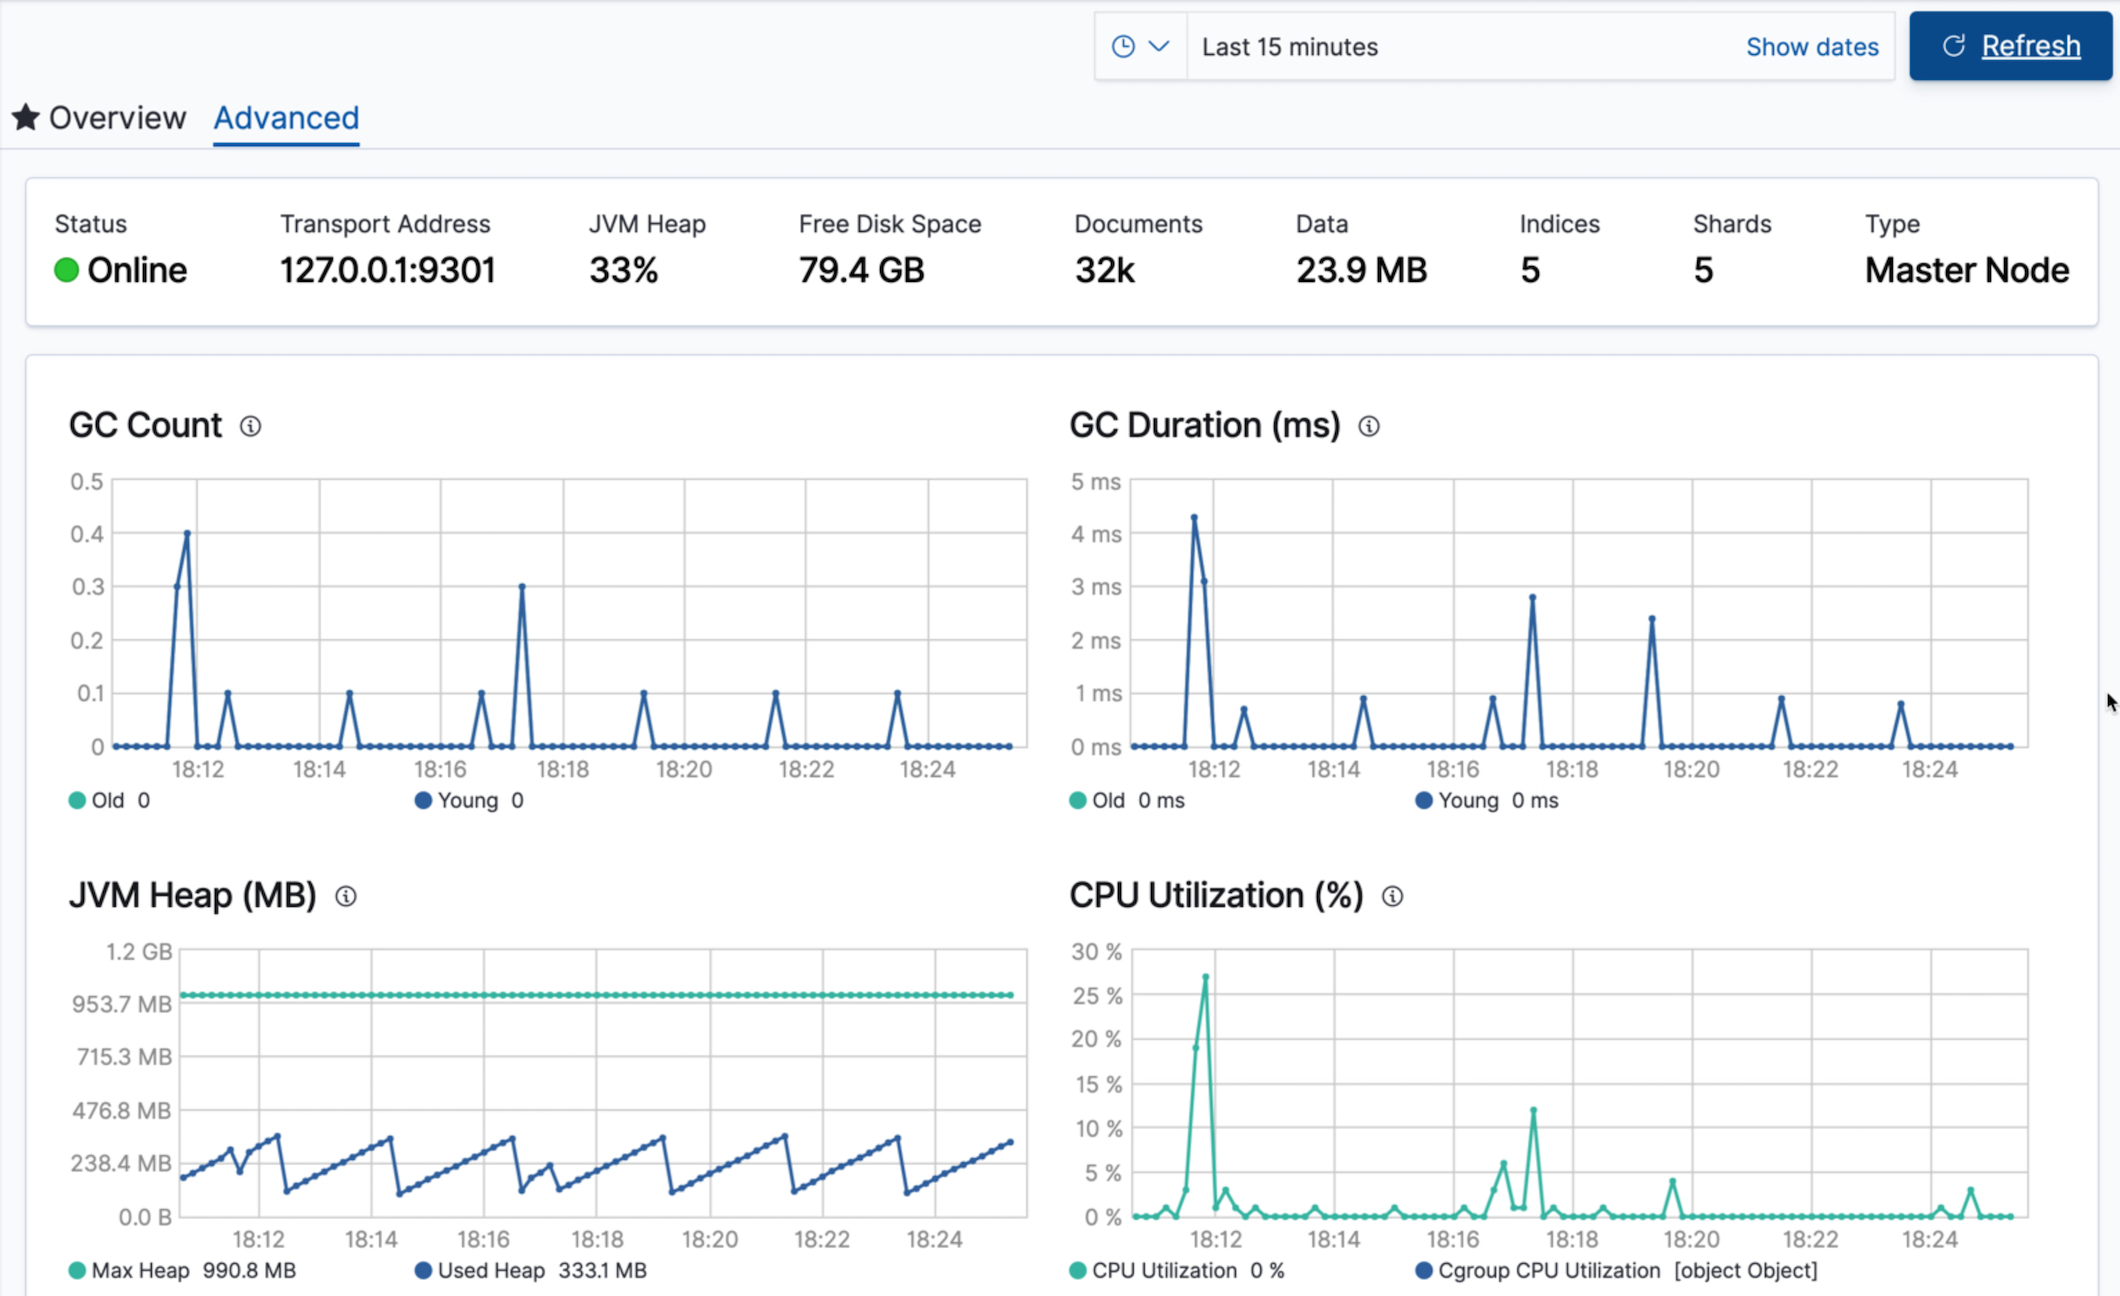 Last 15 minutes Show dates Refresh
Overview Advanced
Status Transport Address JVM Heap Free Disk Space Documents Data Indices Shards Type
Online 127.0.0.1:9301 33% 79.4 GB 32k 23.9 MB 5 5 Master Node
GC Count
0.5
0.4
0.3
0.2
0.1
0
18:12 18:14 18:16 18:18 18:20 18:22 18:24
Old 0 Young 0
GC Duration (ms)
5 ms
4 ms
3 ms
2 ms
1 ms
0 ms
18:12 18:14 18:16 18:18 18:20 18:22 18:24
Old 0 ms Young 0 ms
JVM Heap (MB)
1.2 GB
953.7 MB
715.3 MB
476.8 MB
238.4 MB
0.0 B
18:12 18:14 18:16 18:18 18:20 18:22 18:24
Max Heap 990.8 MB Used Heap 333.1 MB
CPU Utilization (%)
30 %
25 %
20 %
15 %
10 %
5 %
0 %
18:12 18:14 18:16 18:18 18:20 18:22 18:24
CPU Utilization 0 % Cgroup CPU Utilization [object Object]